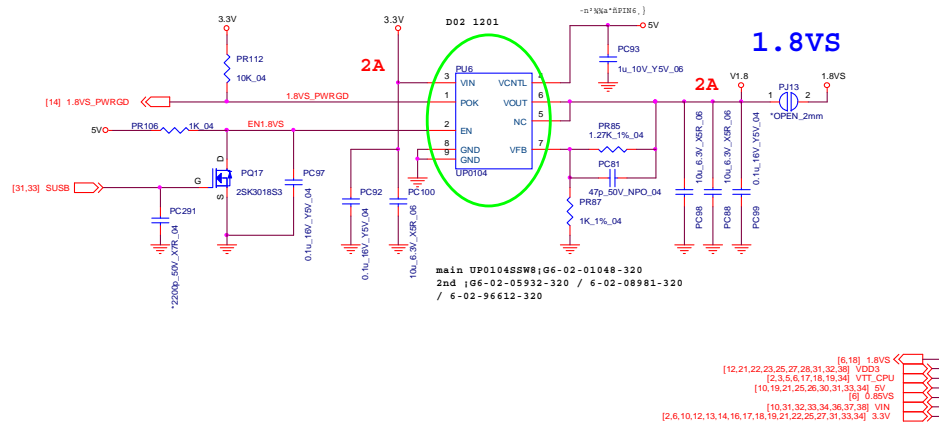 D02 1201
5V
3.3V
3.3V
1.8VS
2A
PR112
10K_04
PC93
1u_10V_Y5V_06
PU6
3 VIN
VCNTL
1 POK
VOUT 6
2 EN
NC 5
8 GND
9 GND
VFB 7
UP0104
2A
V1.8
PJ13
1 2
1.8VS
*OPEN_2mm
[14] 1.8VS_PWRGD
1.8VS_PWRGD
5V
PR106
1K_04
EN1.8VS
PR85
1.27K_1%_04
PC81
47p_50V_NPO_04
PR87
1K_1%_04
D
G
S
PQ17
2SK3018S3
[31,33] SUSB
PC291
*2200p_50V_X7R_04
PC97
0.1u_16V_Y5V_04
PC92
0.1u_16V_Y5V_04
PC100
10u_6.3V_X5R_06
10u_6.3V_X5R_06
PC98
10u_6.3V_X5R_06
PC88
0.1u_16V_Y5V_04
PC99
main UP0104SSW8;G6-02-01048-320
2nd ;G6-02-05932-320 / 6-02-08981-320
/ 6-02-96612-320
[6,18] 1.8VS
[12,21,22,23,25,27,28,31,32,38] VDD3
[2,3,5,6,17,18,19,34] VTT_CPU
[10,19,21,25,26,30,31,33,34] 5V
[6] 0.85VS
[10,31,32,33,34,36,37,38] VIN
[2,6,10,12,13,14,16,17,18,19,21,22,25,27,31,33,34] 3.3V